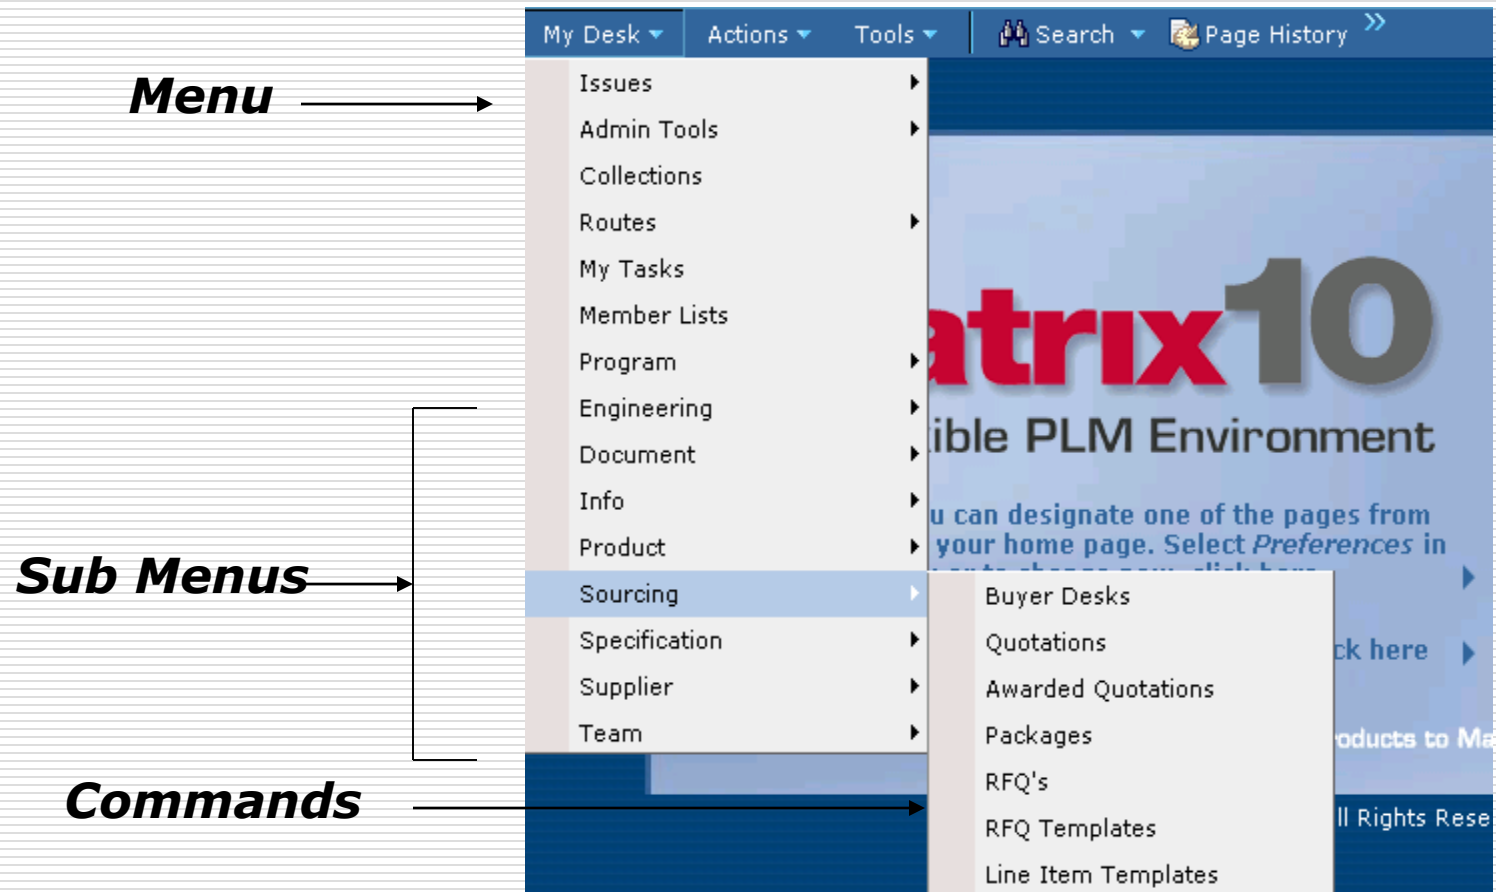 My Desk Actions Tools Search Page History
Menu
Issues
Admin Tools
Collections
Routes
My Tasks
Member Lists
Program
Engineering
Document
Info
Product
Sourcing
Specification
Supplier
Team
Sub Menus
Commands
Buyer Desks
Quotations
Awarded Quotations
Packages
RFQ's
RFQ Templates
Line Item Templates
atrix10
ible PLM Environment
u can designate one of the pages from
your home page. Select Preferences in
ck here
oducts to Ma
ll Rights Rese